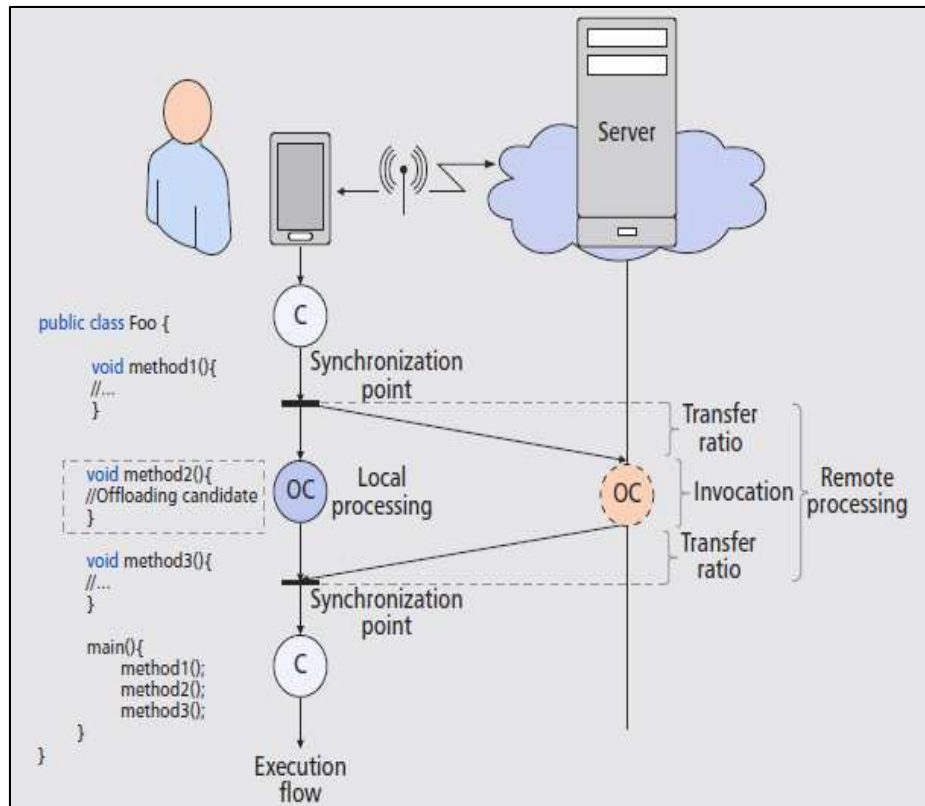 Server
public class Foo {
void method1(){
//...
}
void method2(){
//Offloading candidate
}
void method3(){
//...
}
main(){
method1();
method2();
method3();
}
}
C
Synchronization
point
OC
Local
processing
Synchronization
point
C
Execution
flow
OC
Transfer
ratio
Invocation
Transfer
ratio
Remote
processing